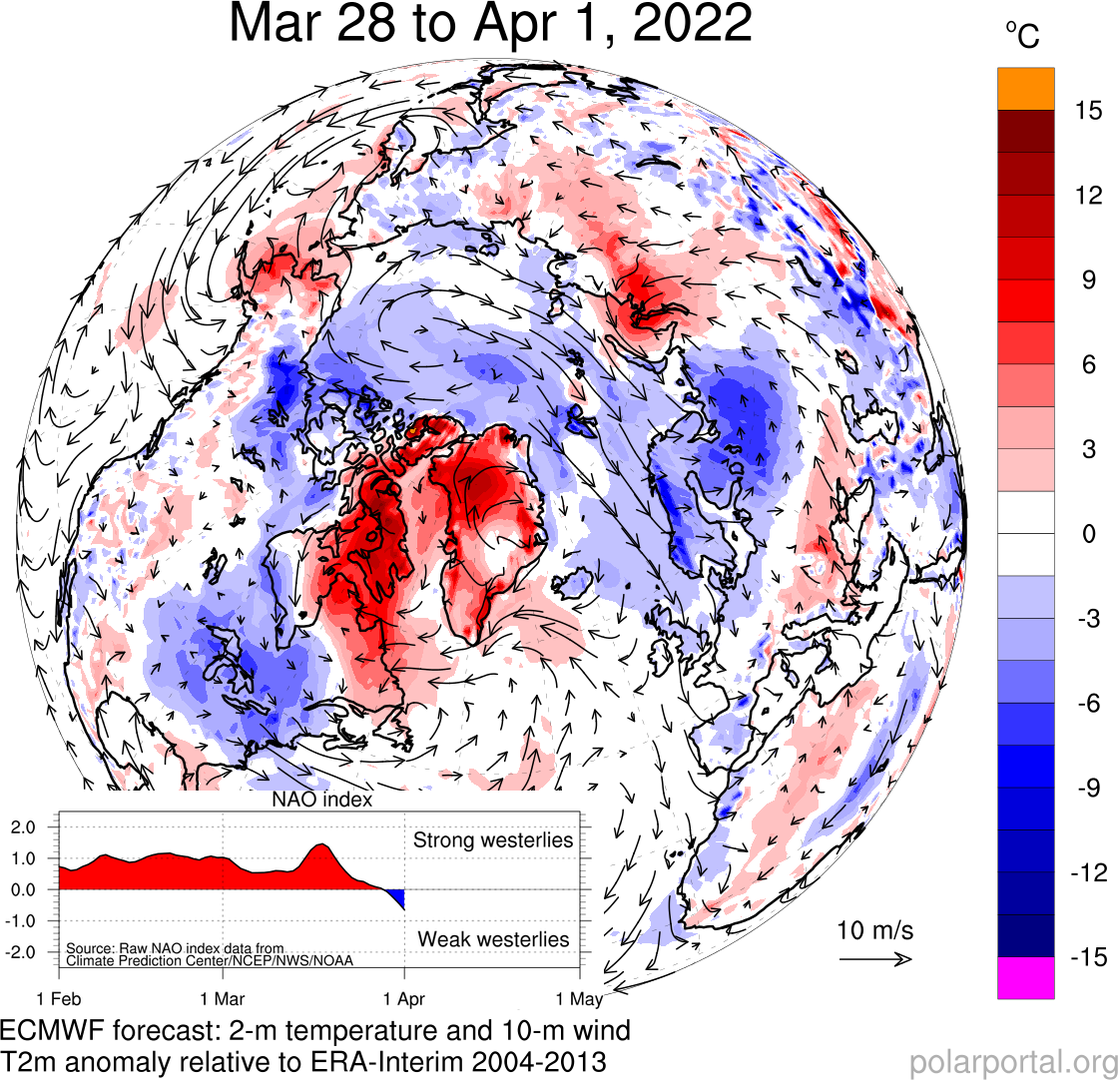 Mar 28 to Apr 1, 2022
oC
15
12
9
6
3
0
-3
-6
-9
-12
-15
NAO index
2.0
1.0
0.0
-1.0
-2.0
Strong westerlies
Weak westerlies
Source: Raw NAO index data from
Climate Prediction Center/NCEP/NWS/NOAA
1 Feb
1 Mar
1 Apr
1 May
10 m/s
ECMWF forecast: 2-m temperature and 10-m wind
T2m anomaly relative to ERA-Interim 2004-2013
polarportal.org